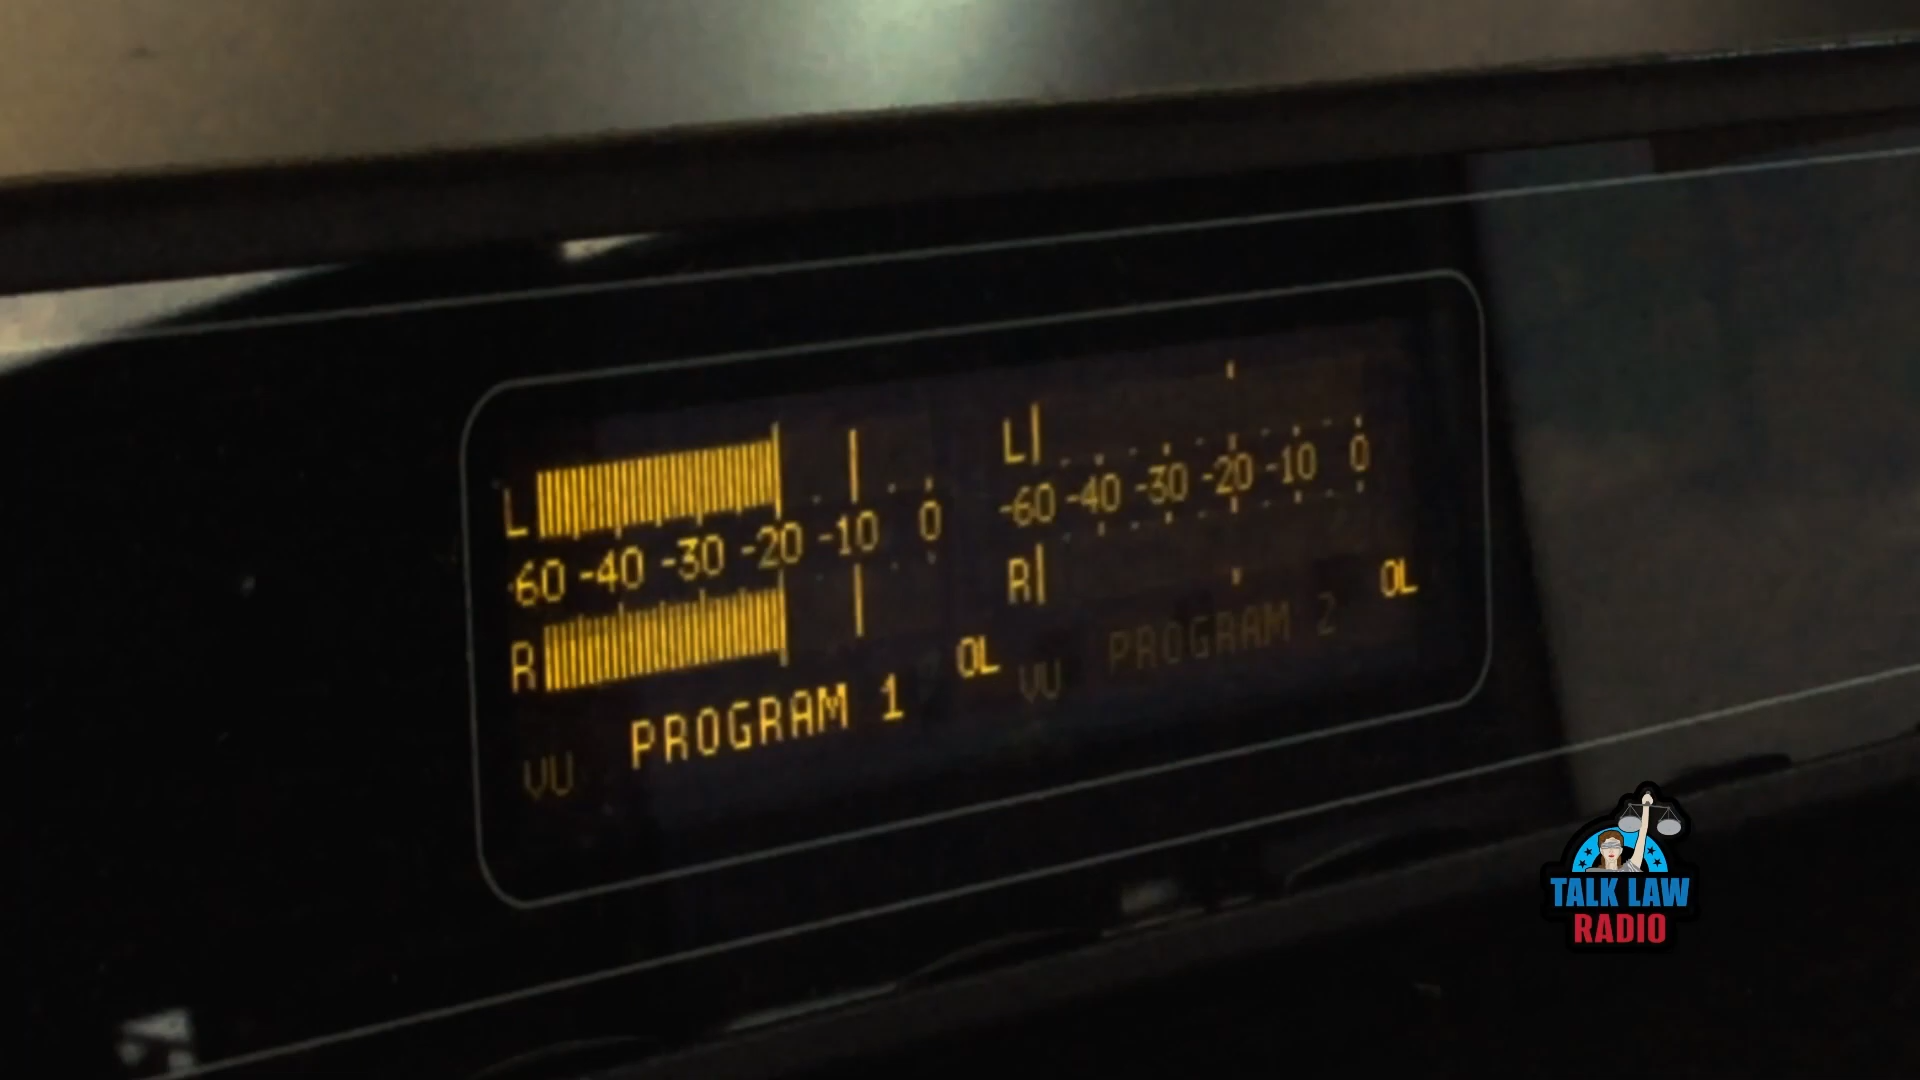 L
-60 -40 -30 -20 -10 0
R
OL
PROGRAM 1
VU
L
-60 -40 -30 -20 -10 0
R
OL
PROGRAM 2
VU
TALK LAW
RADIO